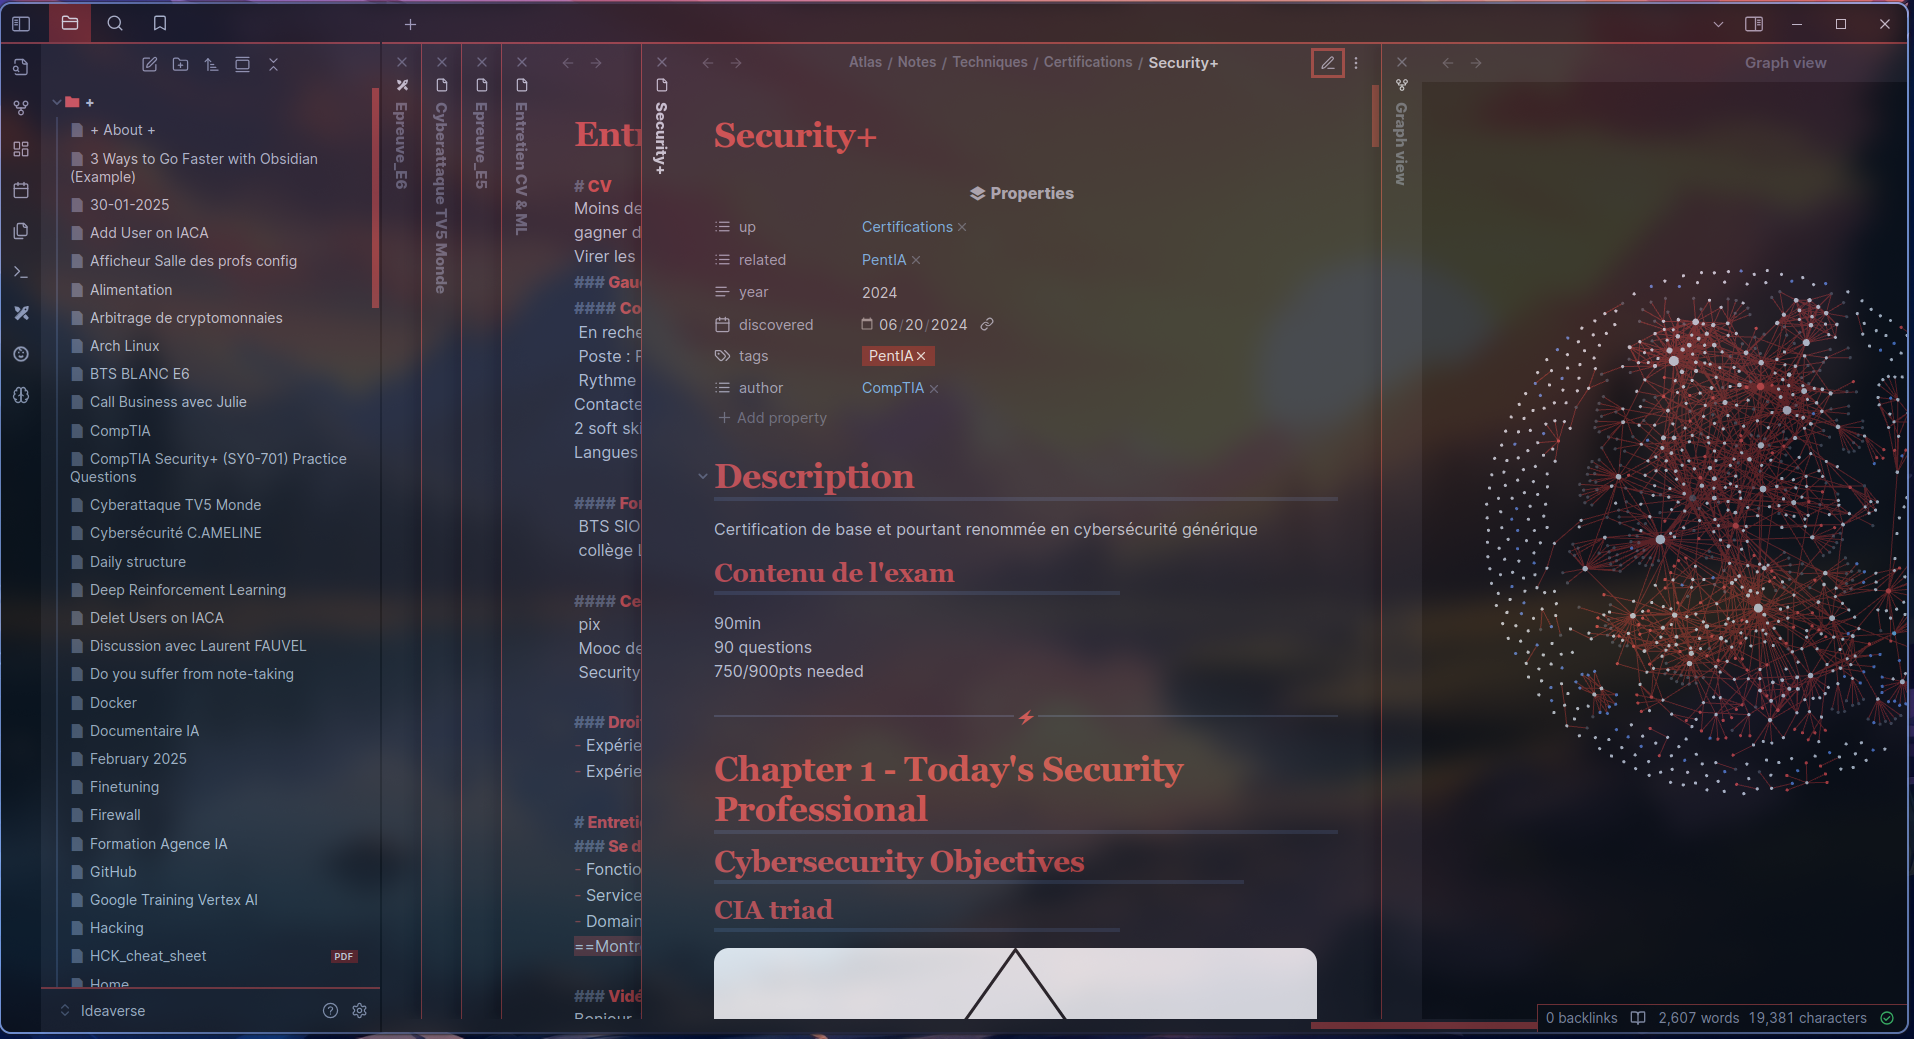 +
+ About +
3 Ways to Go Faster with Obsidian
(Example)
30-01-2025
Add User on IACA
Afficheur Salle des profs config
Alimentation
Arbitrage de cryptomonnaies
Arch Linux
BTS BLANC E6
Call Business avec Julie
CompTIA
CompTIA Security+ (SY0-701) Practice
Questions
Cyberattaque TV5 Monde
Cybersécurité C.AMELINE
Daily structure
Deep Reinforcement Learning
Delet Users on IACA
Discussion avec Laurent FAUVEL
Do you suffer from note-taking
Docker
Documentaire IA
February 2025
Finetuning
Firewall
Formation Agence IA
GitHub
Google Training Vertex AI
Hacking
HCK_cheat_sheet PDF
Home
Ideaverse
Epreuve_E6
Cyberattaque TV5 Monde
Epreuve_E5
Entretien CV & ML
Entr
# CV
Moins de
gagner d
Virer les
### Gau
#### Co
En reche
Poste : F
Rythme
Contacte
2 soft ski
Langues
#### For
BTS SIO
collège L
#### Ce
pix
Mooc de
Security
### Droi
- Expérie
- Expérie
# Entreti
### Se d
- Fonctio
- Service
- Domain
==Montr
### Vidé
Bonjour
Security+
Atlas / Notes / Techniques / Certifications / Security+
Security+
Properties
up Certifications
related PentIA
year 2024
discovered 06/20/2024
tags PentIA
author CompTIA
Add property
Description
Certification de base et pourtant renommée en cybersécurité générique
Contenu de l'exam
90min
90 questions
750/900pts needed
Chapter 1 - Today's Security
Professional
Cybersecurity Objectives
CIA triad
Graph view
Graph view
0 backlinks 2,607 words 19,381 characters